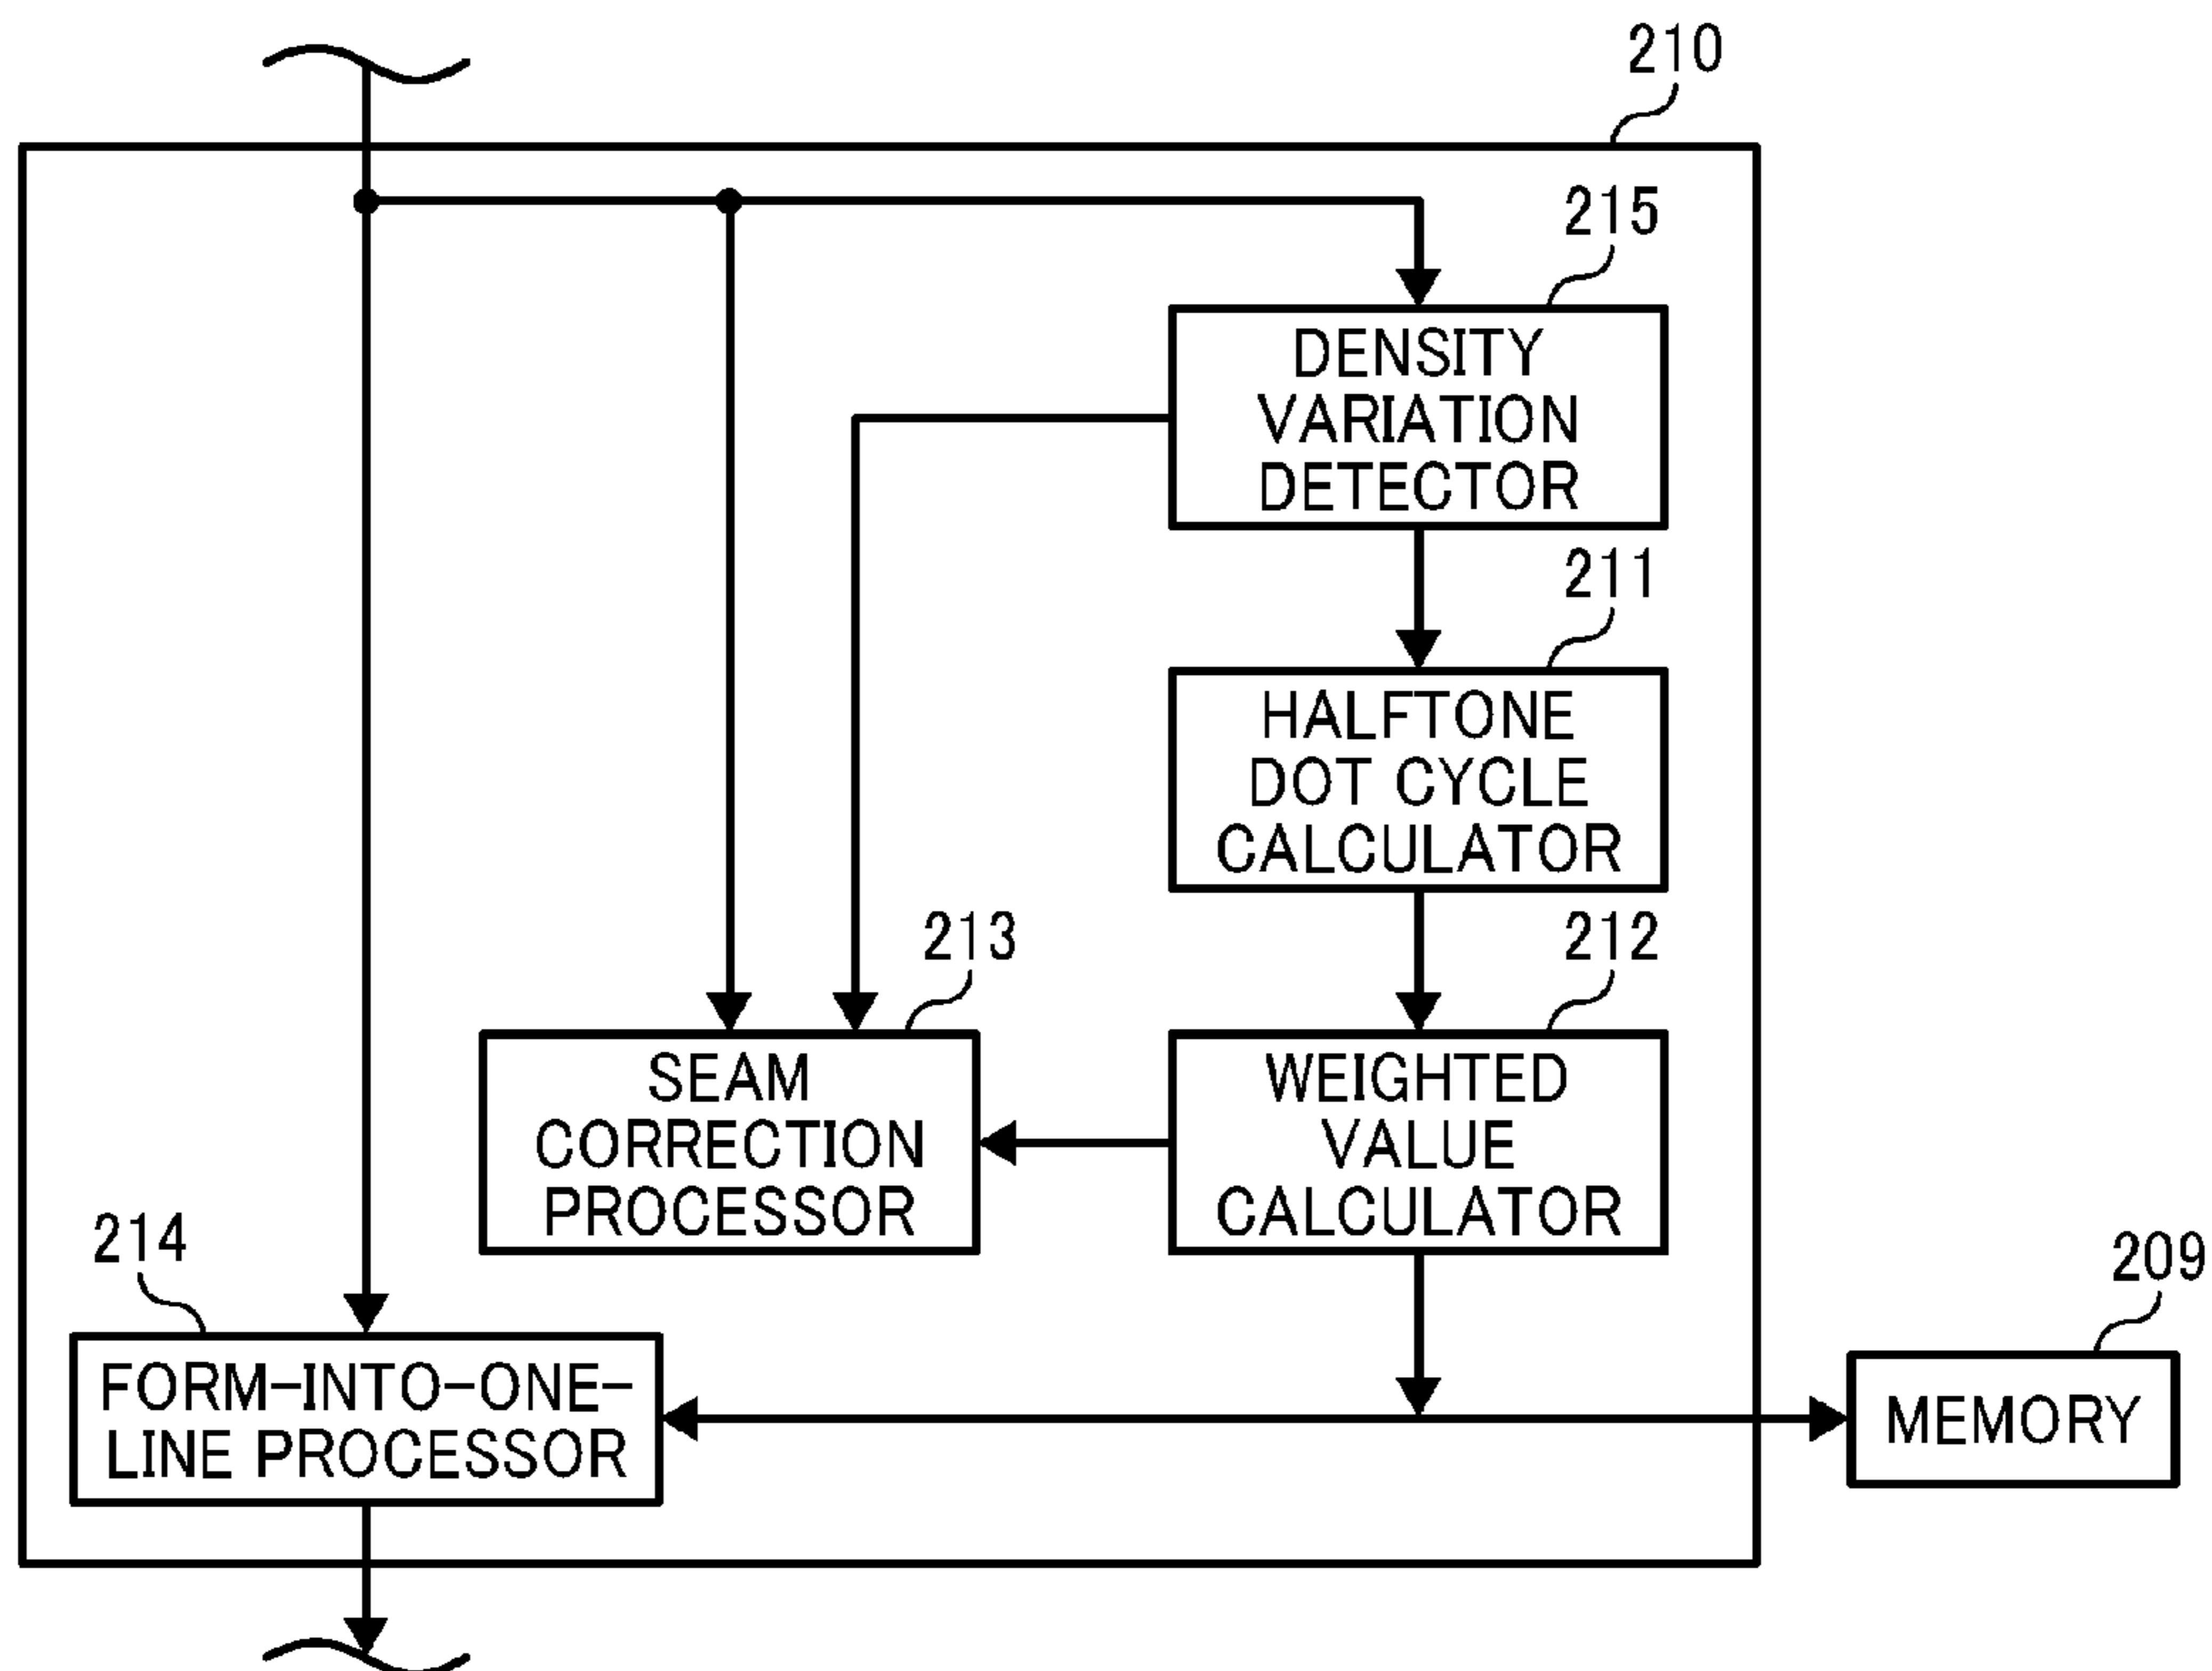 210
215
DENSITY
VARIATION
DETECTOR
211
HALFTONE
DOT CYCLE
CALCULATOR
213
SEAM
CORRECTION
PROCESSOR
212
WEIGHTED
VALUE
CALCULATOR
214
FORM-INTO-ONE-
LINE PROCESSOR
209
MEMORY